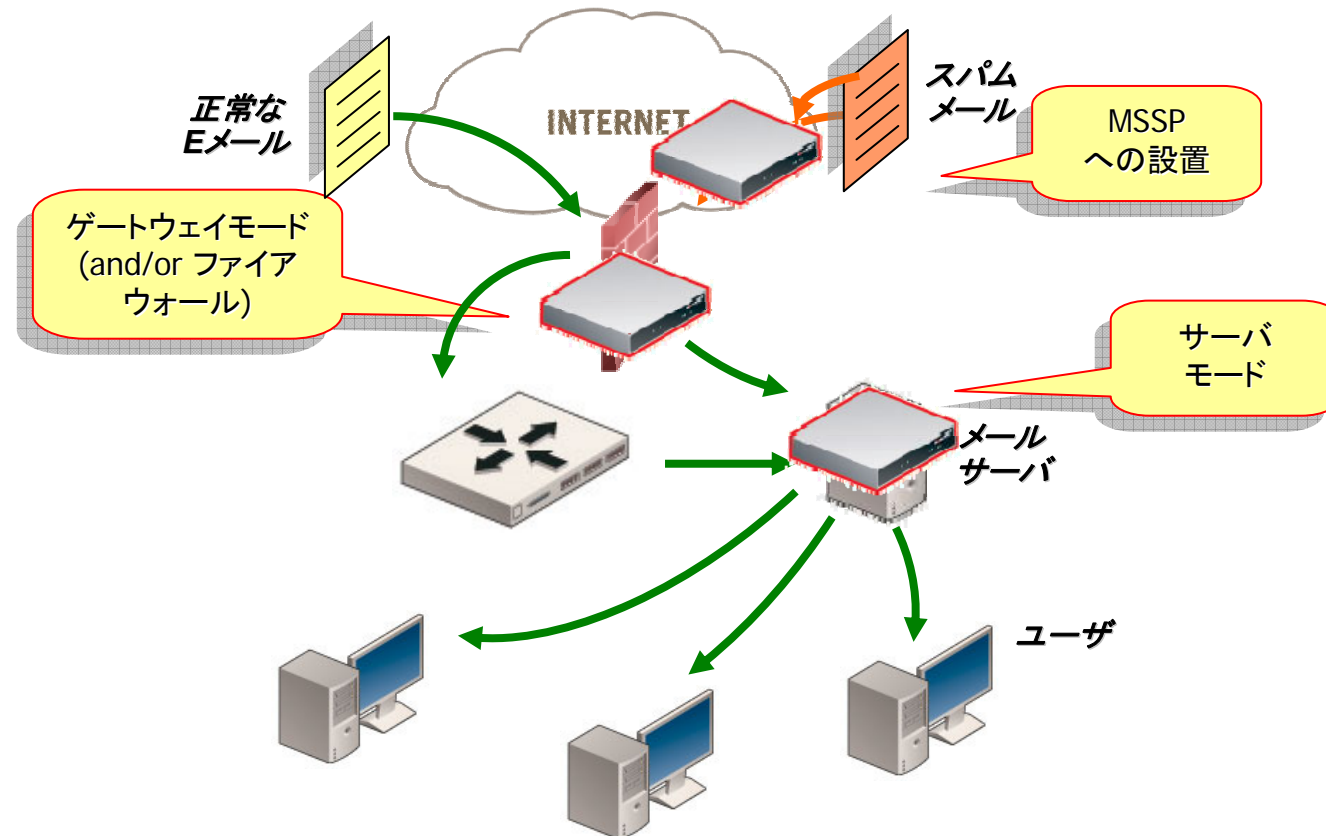 正常な
Eメール
INTERNET
スパム
メール
MSSP
への設置
ゲートウェイモード
(and/or ファイア
ウォール)
サーバ
モード
メール
サーバ
ユーザ